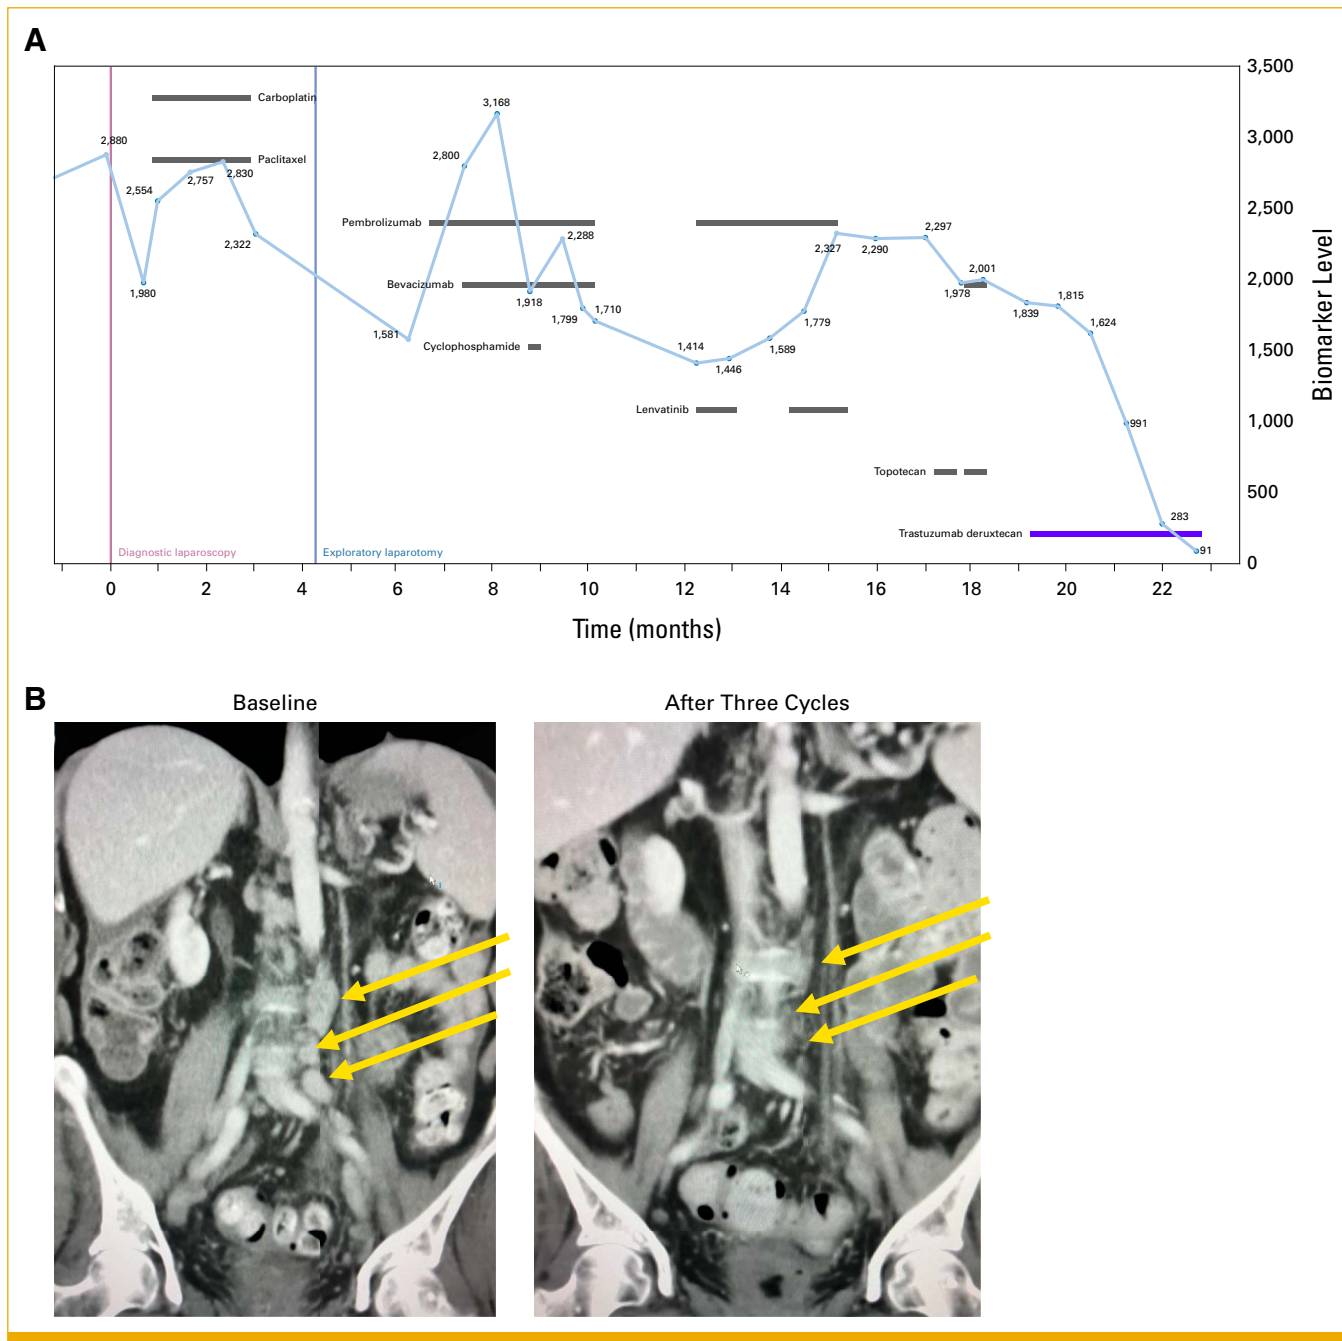 A
3,500
3,000
2,500
2,000
1,500
1,000
500
0
Biomarker Level
Carboplatin
Paclitaxel
Pembrolizumab
Bevacizumab
Cyclophosphamide
Lenvatinib
Topotecan
Trastuzumab deruxtecan
2,880
1,980
2,554
2,757
2,830
2,322
1,581
2,800
3,168
1,918
2,288
1,799
1,710
1,414
1,446
1,589
1,779
2,327
2,290
2,297
1,978
2,001
1,839
1,815
1,624
991
283
91
Diagnostic laparoscopy
Exploratory laparotomy
0 2 4 6 8 10 12 14 16 18 20 22
Time (months)
B
Baseline
After Three Cycles